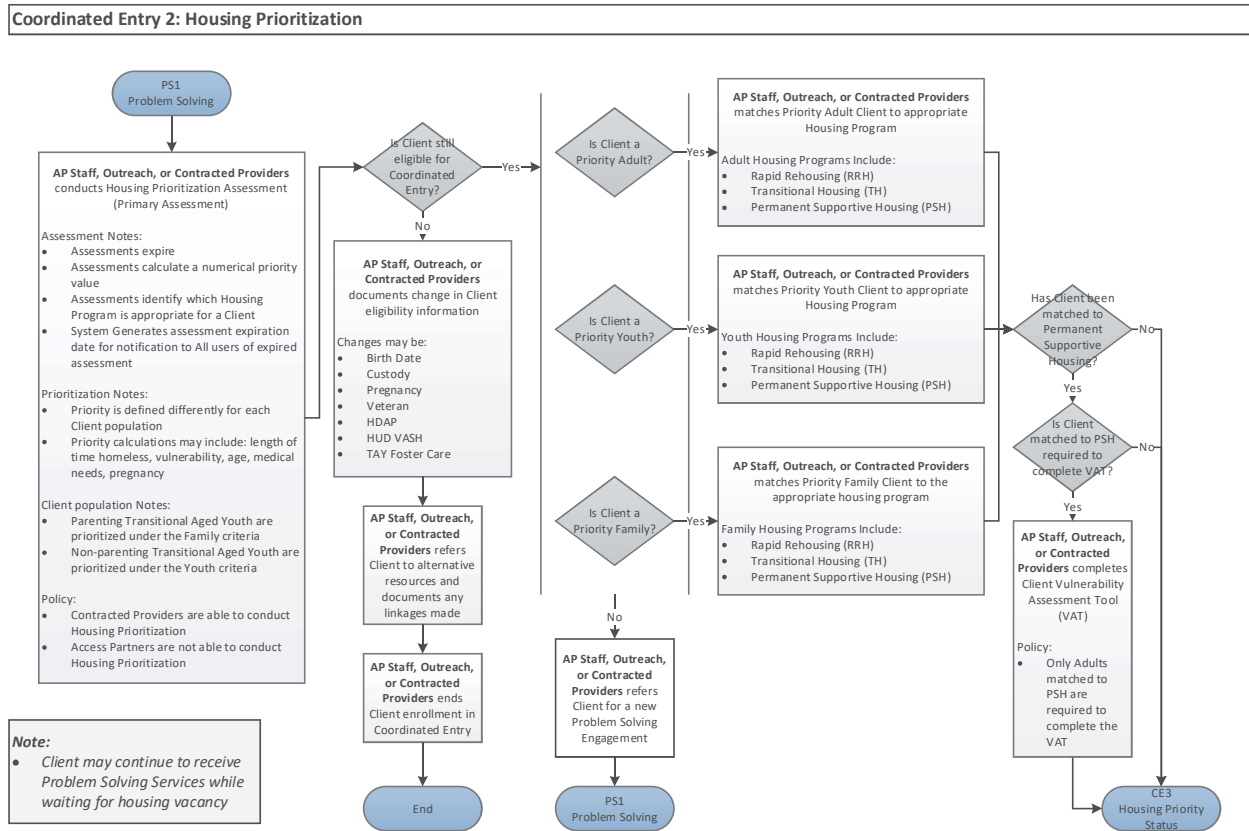 Coordinated Entry 2: Housing Prioritization
PS1
Problem Solving
AP Staff, Outreach, or Contracted Providers
conducts Housing Prioritization Assessment
(Primary Assessment)
Assessment Notes:
• Assessments expire
• Assessments calculate a numerical priority
value
• Assessments identify which Housing
Program is appropriate for a Client
• System Generates assessment expiration
date for notification to All users of expired
assessment
Prioritization Notes:
• Priority is defined differently for each
Client population
• Priority calculations may include: length of
time homeless, vulnerability, age, medical
needs, pregnancy
Client population Notes:
• Parenting Transitional Aged Youth are
prioritized under the Family criteria
• Non-parenting Transitional Aged Youth are
prioritized under the Youth criteria
Policy:
• Contracted Providers are able to conduct
Housing Prioritization
• Access Partners are not able to conduct
Housing Prioritization
Note:
• Client may continue to receive
Problem Solving Services while
waiting for housing vacancy
Is Client still
eligible for
Coordinated
Entry?
Yes
No
AP Staff, Outreach, or
Contracted Providers
documents change in Client
eligibility information
Changes may be:
• Birth Date
• Custody
• Pregnancy
• Veteran
• HDAP
• HUD VASH
• TAY Foster Care
AP Staff, Outreach,
or Contracted
Providers refers
Client to alternative
resources and
documents any
linkages made
AP Staff, Outreach,
or Contracted
Providers ends
Client enrollment in
Coordinated Entry
End
Is Client a
Priority Adult?
Yes
Is Client a
Priority Youth?
Yes
Is Client a
Priority Family?
Yes
No
AP Staff, Outreach,
or Contracted
Providers refers
Client for a new
Problem Solving
Engagement
PS1
Problem Solving
AP Staff, Outreach, or Contracted Providers
matches Priority Adult Client to appropriate
Housing Program
Adult Housing Programs Include:
• Rapid Rehousing (RRH)
• Transitional Housing (TH)
• Permanent Supportive Housing (PSH)
AP Staff, Outreach, or Contracted Providers
matches Priority Youth Client to appropriate
Housing Program
Youth Housing Programs Include:
• Rapid Rehousing (RRH)
• Transitional Housing (TH)
• Permanent Supportive Housing (PSH)
AP Staff, Outreach, or Contracted Providers
matches Priority Family Client to the
appropriate housing program
Family Housing Programs Include:
• Rapid Rehousing (RRH)
• Transitional Housing (TH)
• Permanent Supportive Housing (PSH)
Has Client been
matched to
Permanent
Supportive
Housing?
No
Yes
Is Client
matched to PSH
required to
complete VAT?
No
Yes
AP Staff, Outreach,
or Contracted
Providers completes
Client Vulnerability
Assessment Tool
(VAT)
Policy:
• Only Adults
matched to
PSH are
required to
complete the
VAT
CE3
Housing Priority
Status